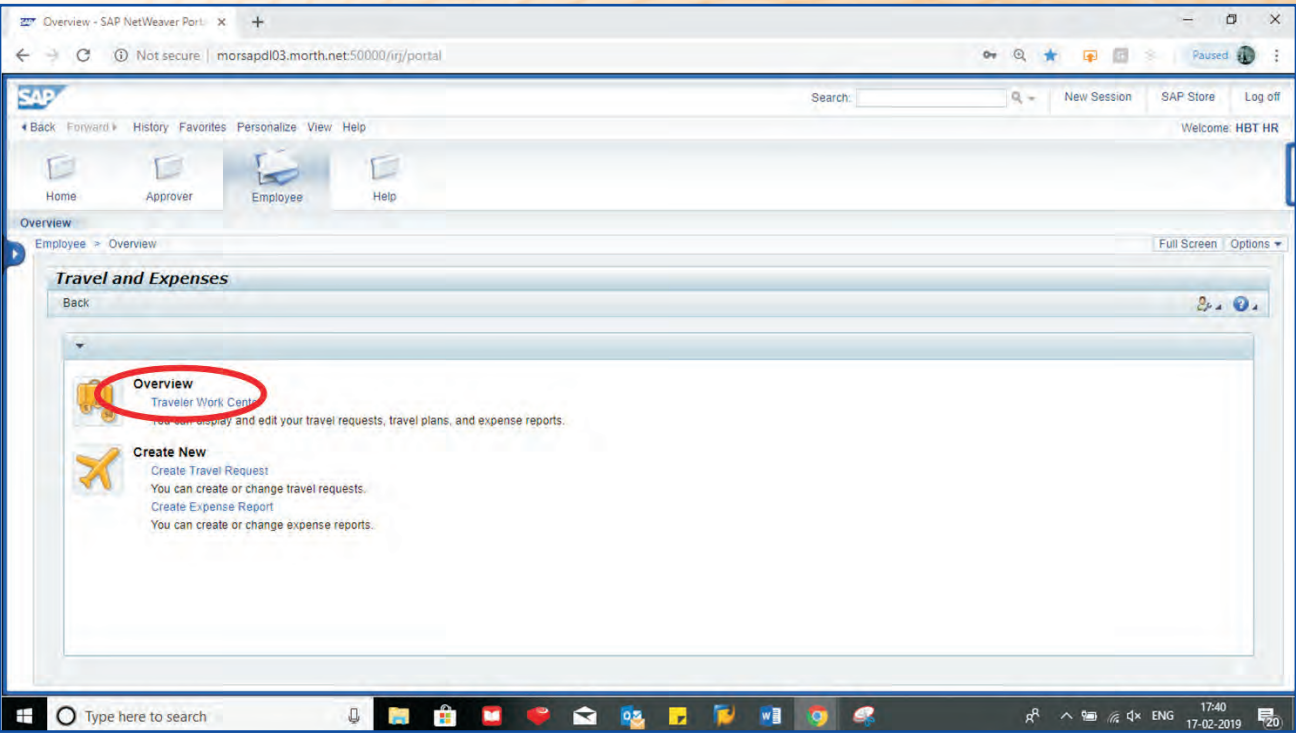 Overview - SAP NetWeaver Port
Not secure | morsapdl03.morth.net:50000/irj/portal
Paused
SAP
Search:
New Session SAP Store Log off
Back Forward History Favorites Personalize View Help
Welcome: HBT HR
Home Approver Employee Help
Overview
Employee > Overview
Full Screen Options
Travel and Expenses
Back
Overview
Traveler Work Center
You can display and edit your travel requests, travel plans, and expense reports.
Create New
Create Travel Request
You can create or change travel requests.
Create Expense Report
You can create or change expense reports.
Type here to search
ENG
17:40
17-02-2019
20